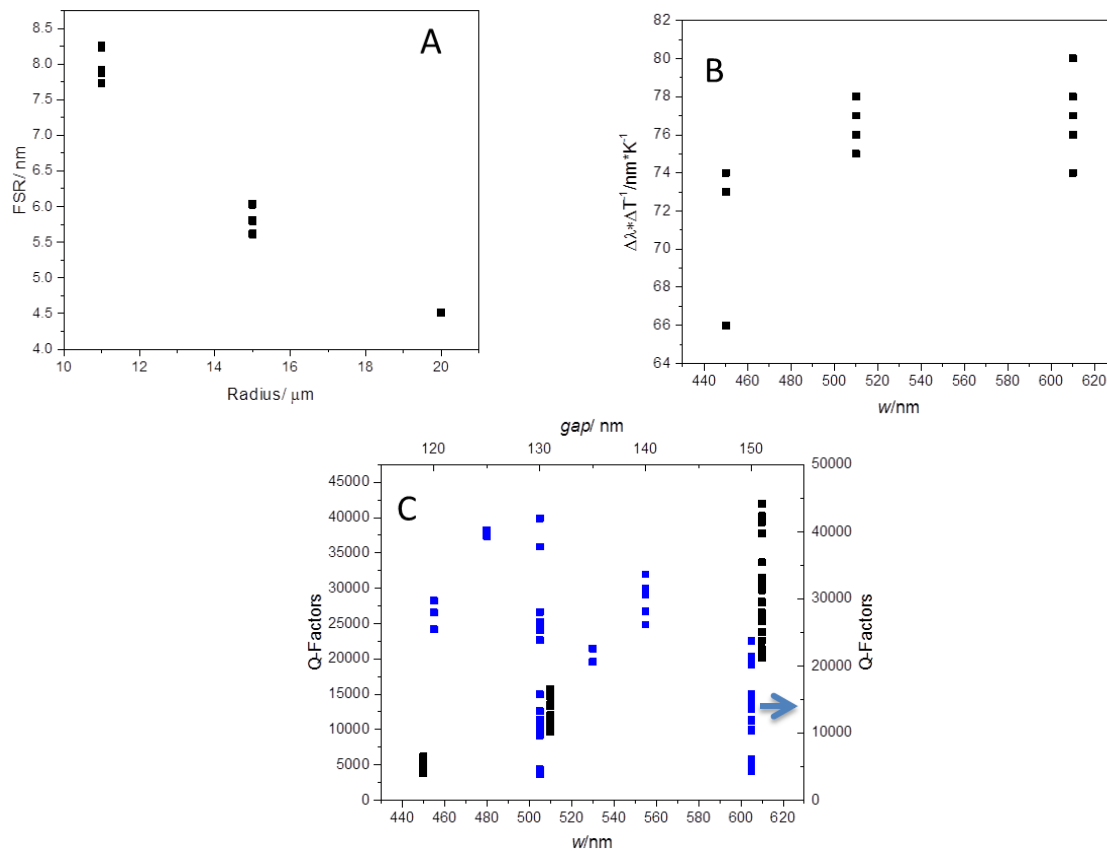 A
FSR/ nm
8.5
8.0
7.5
7.0
6.5
6.0
5.5
5.0
4.5
4.0
10 12 14 16 18 20
Radius/ μm
B
Δλ*ΔT⁻¹/nm*K⁻¹
82
80
78
76
74
72
70
68
66
64
440 460 480 500 520 540 560 580 600 620
w/nm
gap/ nm
120 130 140 150
C
Q-Factors
45000
40000
35000
30000
25000
20000
15000
10000
5000
0
50000
40000
30000
20000
10000
0
Q-Factors
440 460 480 500 520 540 560 580 600 620
w/nm